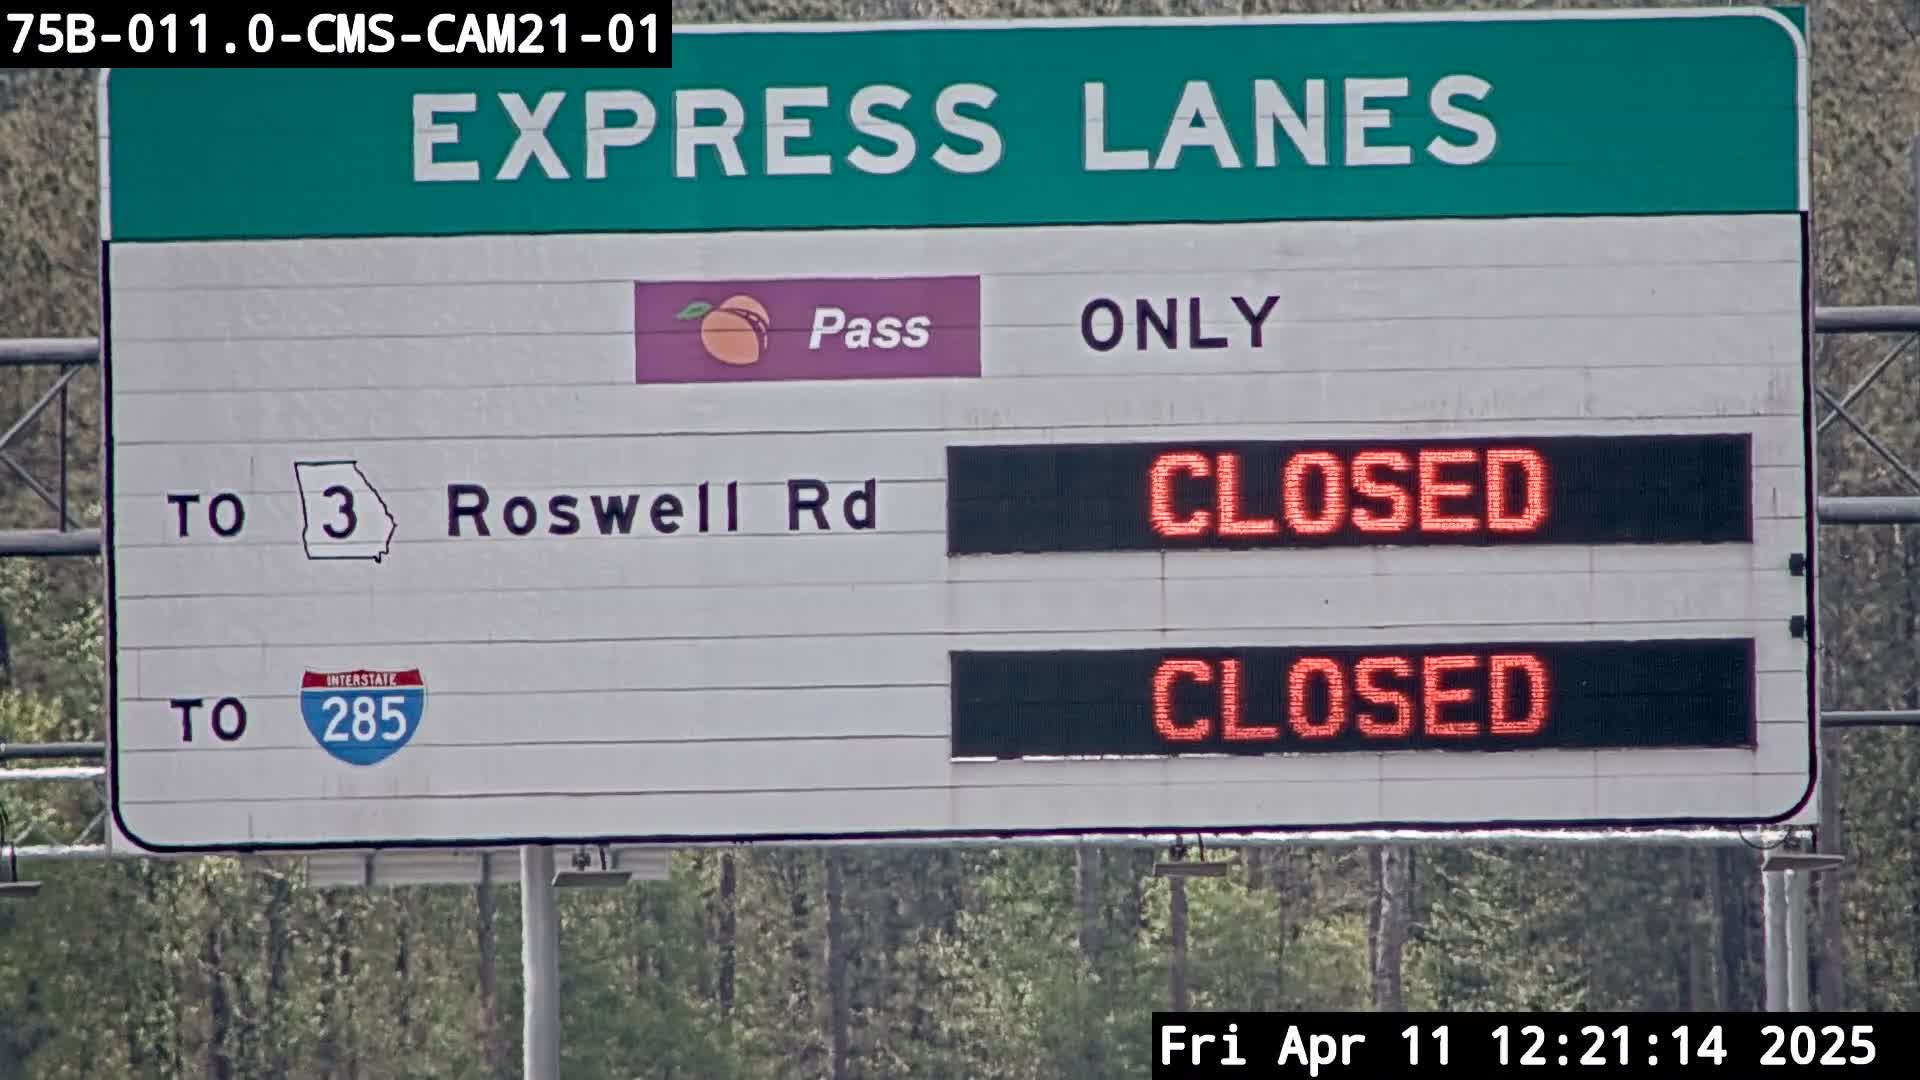 75B-011.0-CMS-CAM21-01
EXPRESS LANES
Pass ONLY
TO 3 Roswell Rd CLOSED
INTERSTATE
TO 285 CLOSED
Fri Apr 11 12:21:14 2025